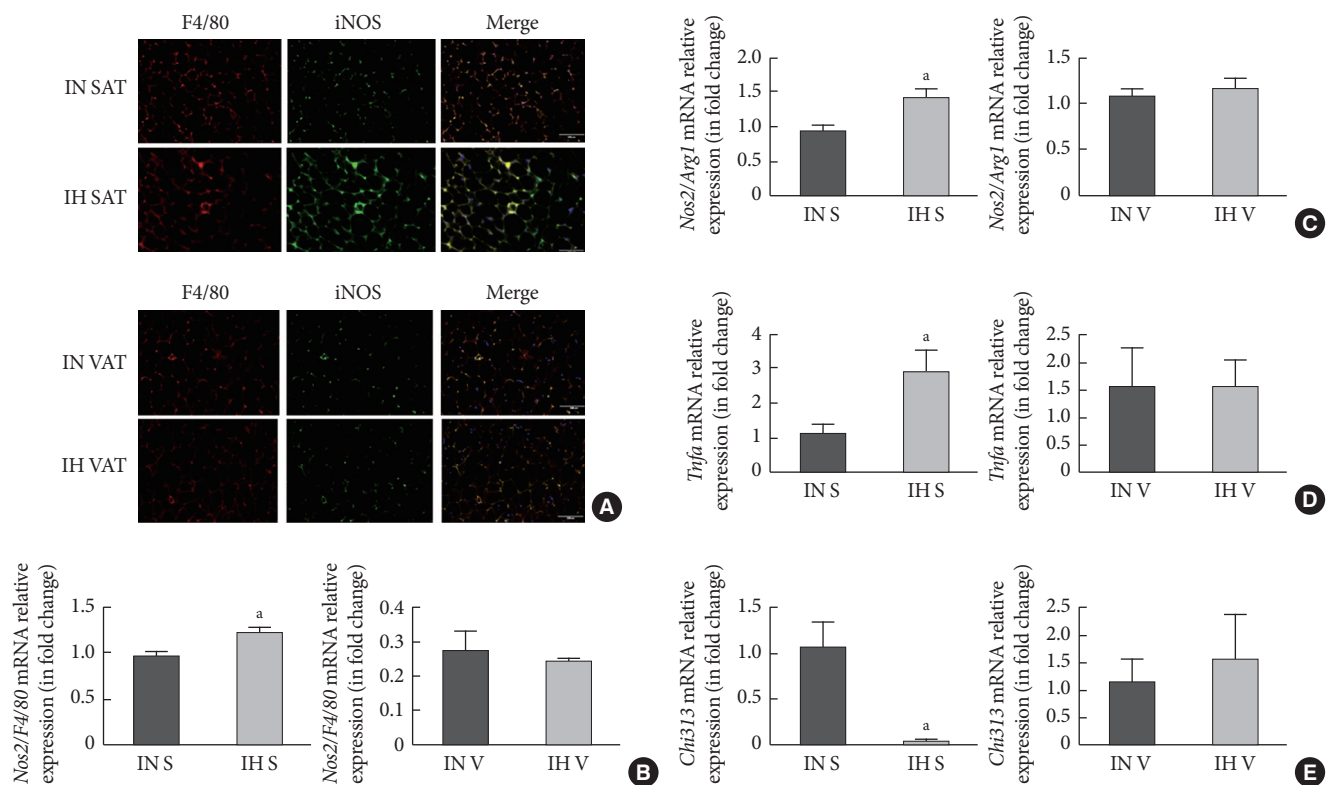 F4/80 iNOS Merge
IN SAT
IH SAT
F4/80 iNOS Merge
IN VAT
IH VAT
A
Nos2/F4/80 mRNA relative
expression (in fold change)
1.5
1.0
0.5
0
a
IN S IH S
Nos2/F4/80 mRNA relative
expression (in fold change)
0.4
0.3
0.2
0.1
0
IN V IH V
B
Nos2/Arg1 mRNA relative
expression (in fold change)
2.0
1.5
1.0
0.5
0
a
IN S IH S
Nos2/Arg1 mRNA relative
expression (in fold change)
1.5
1.0
0.5
0
IN V IH V
C
Tnfa mRNA relative
expression (in fold change)
4
3
2
1
0
a
IN S IH S
Tnfa mRNA relative
expression (in fold change)
2.5
2.0
1.5
1.0
0.5
0
IN V IH V
D
Chi313 mRNA relative
expression (in fold change)
1.5
1.0
0.5
0
a
IN S IH S
Chi313 mRNA relative
expression (in fold change)
2.5
2.0
1.5
1.0
0.5
0
IN V IH V
E